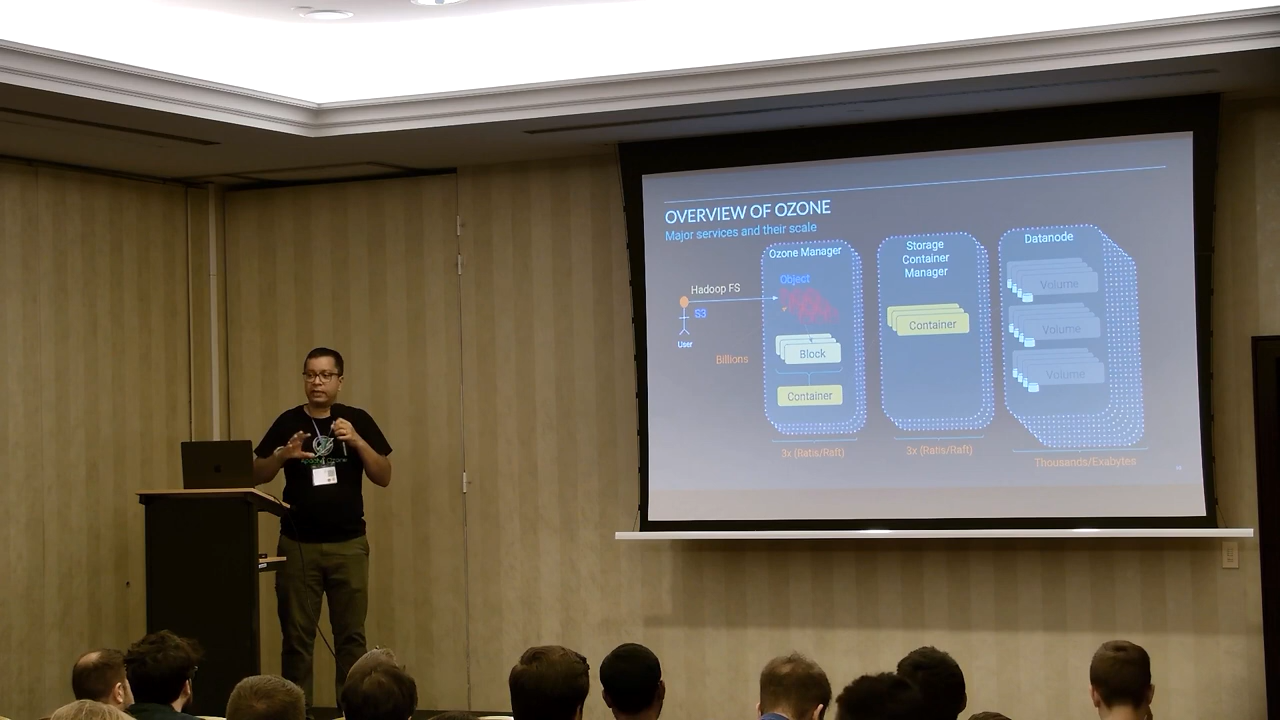 OVERVIEW OF OZONE
Major services and their scale
Ozone Manager
Storage
Container
Manager
Datanode
Object
Hadoop FS
S3
User
Billions
Block
Container
Container
Volume
Volume
Volume
3x (Ratis/Raft)
3x (Ratis/Raft)
Thousands/Exabytes